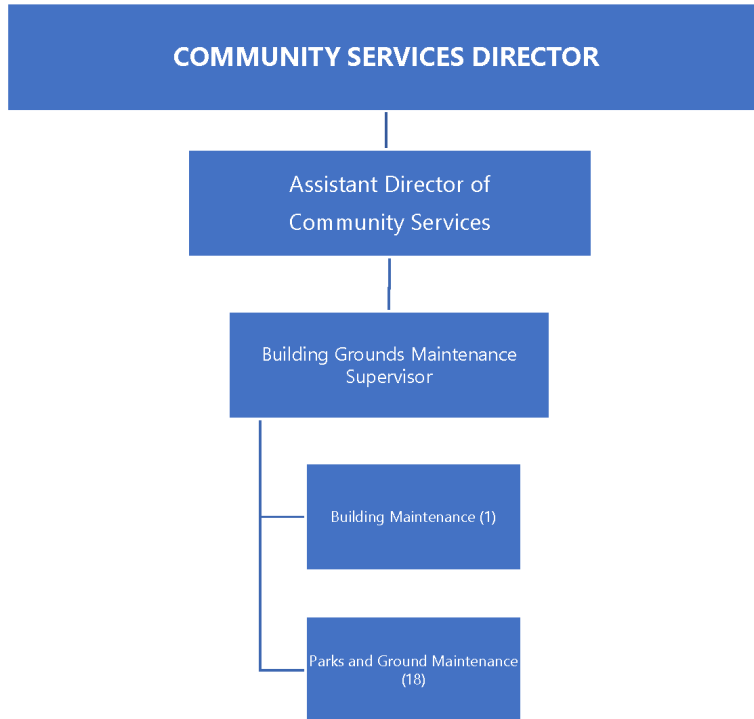 COMMUNITY SERVICES DIRECTOR
Assistant Director of
Community Services
Building Grounds Maintenance
Supervisor
Building Maintenance (1)
Parks and Ground Maintenance
(18)